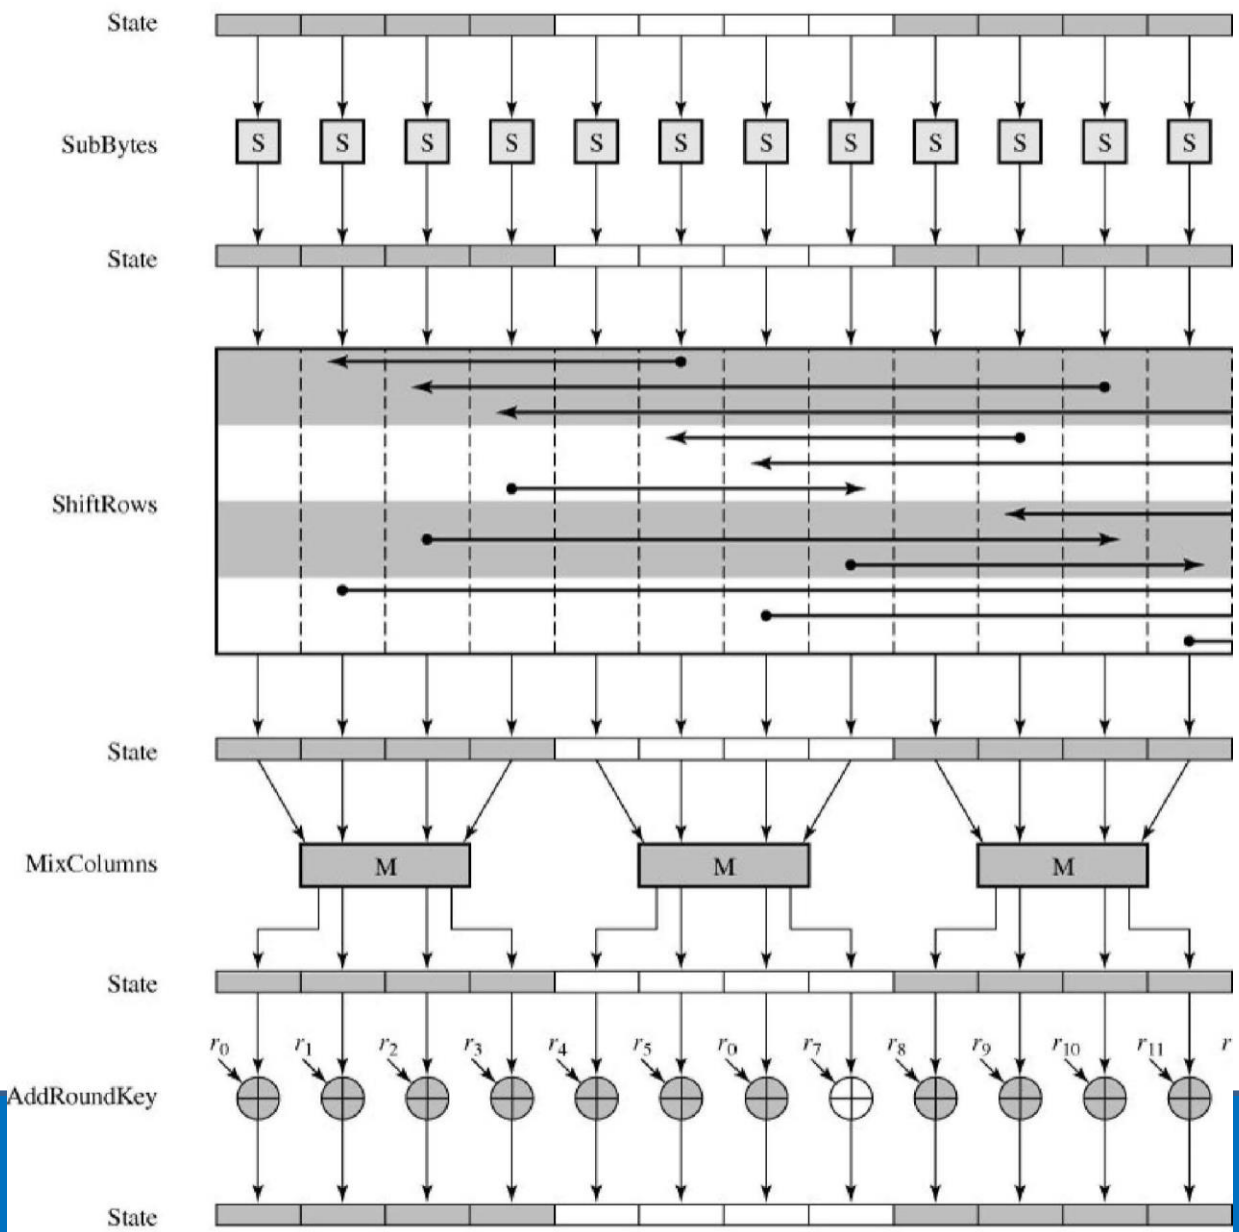 State
SubBytes S S S S S S S S S S S S
State
ShiftRows
State
MixColumns M M M
State
r0 r1 r2 r3 r4 r5 r0 r7 r8 r9 r10 r11 r
AddRoundKey
State